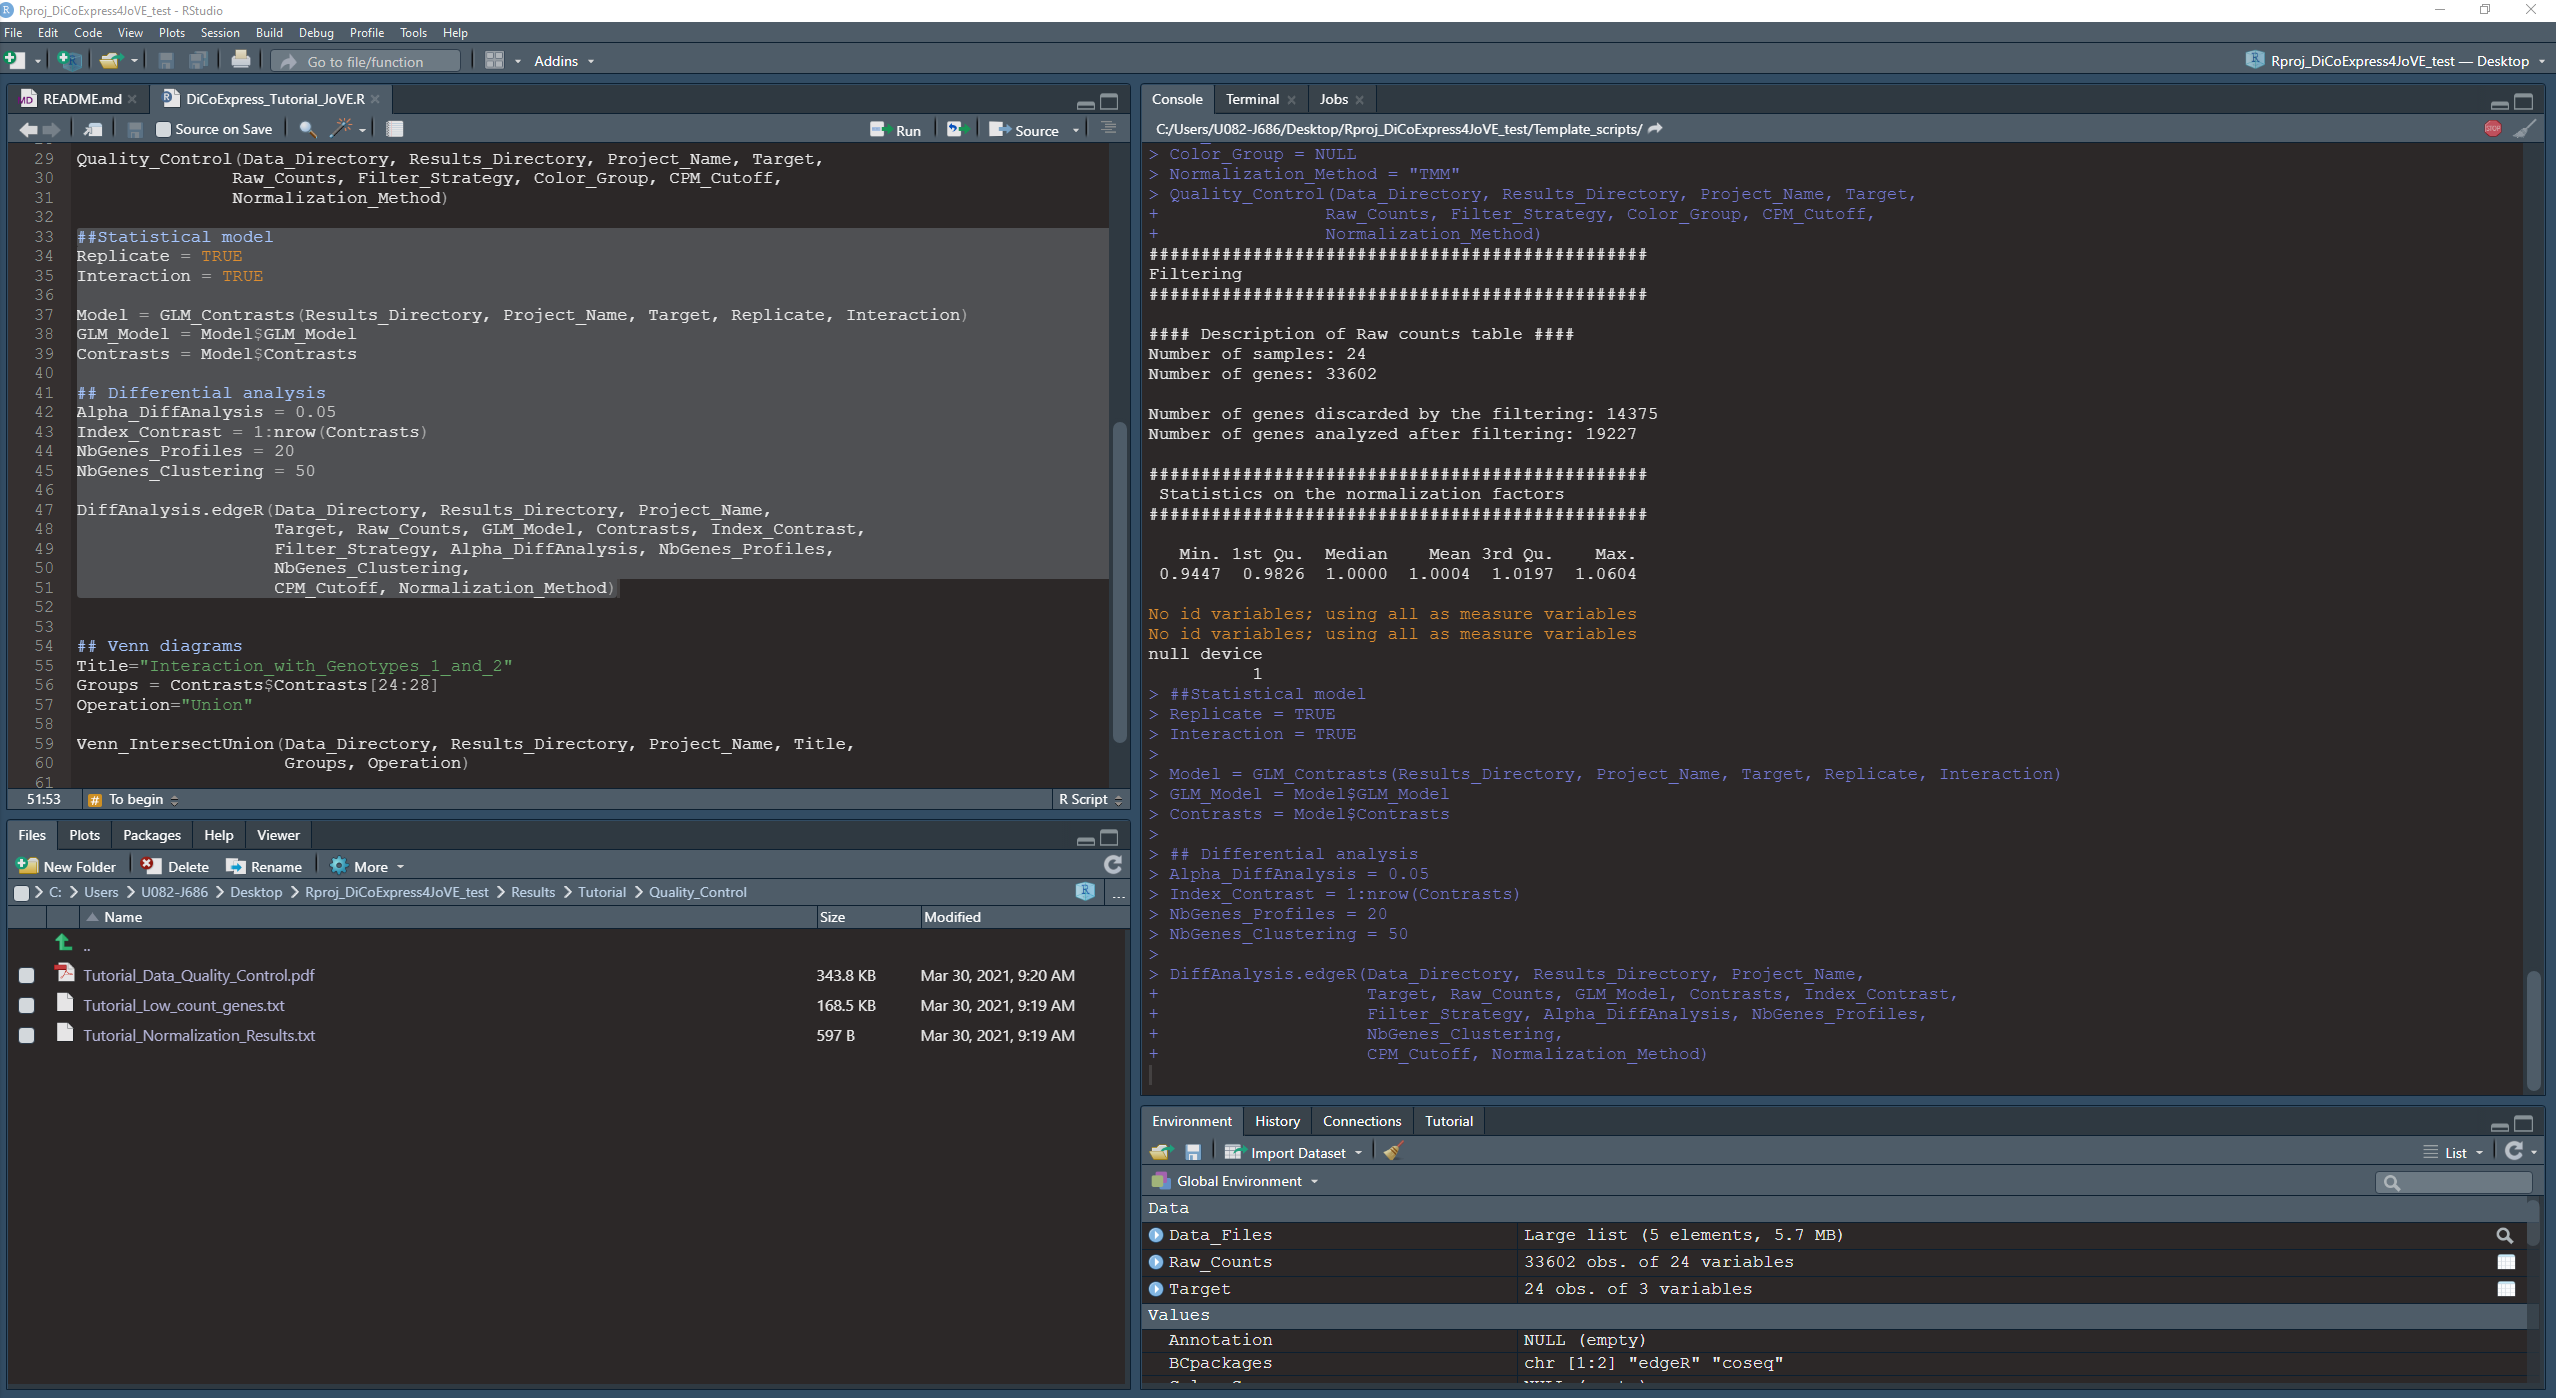 Rproj_DiCoExpress4JoVE_test - RStudio
File Edit Code View Plots Session Build Debug Profile Tools Help
Go to file/function Addins Rproj_DiCoExpress4JoVE_test — Desktop
README.md DiCoExpress_Tutorial_JoVE.R
Source on Save Run Source
29 Quality_Control(Data_Directory, Results_Directory, Project_Name, Target,
30 Raw_Counts, Filter_Strategy, Color_Group, CPM_Cutoff,
31 Normalization_Method)
32
33 ##Statistical model
34 Replicate = TRUE
35 Interaction = TRUE
36
37 Model = GLM_Contrasts(Results_Directory, Project_Name, Target, Replicate, Interaction)
38 GLM_Model = Model$GLM_Model
39 Contrasts = Model$Contrasts
40
41 ## Differential analysis
42 Alpha_DiffAnalysis = 0.05
43 Index_Contrast = 1:nrow(Contrasts)
44 NbGenes_Profiles = 20
45 NbGenes_Clustering = 50
46
47 DiffAnalysis.edgeR(Data_Directory, Results_Directory, Project_Name,
48 Target, Raw_Counts, GLM_Model, Contrasts, Index_Contrast,
49 Filter_Strategy, Alpha_DiffAnalysis, NbGenes_Profiles,
50 NbGenes_Clustering,
51 CPM_Cutoff, Normalization_Method)
52
53
54 ## Venn diagrams
55 Title="Interaction_with_Genotypes_1_and_2"
56 Groups = Contrasts$Contrasts[24:28]
57 Operation="Union"
58
59 Venn_IntersectUnion(Data_Directory, Results_Directory, Project_Name, Title,
60 Groups, Operation)
61
51:53 # To begin R Script
Files Plots Packages Help Viewer
New Folder Delete Rename More
C: > Users > U082-J686 > Desktop > Rproj_DiCoExpress4JoVE_test > Results > Tutorial > Quality_Control ...
Name Size Modified
..
Tutorial_Data_Quality_Control.pdf 343.8 KB Mar 30, 2021, 9:20 AM
Tutorial_Low_count_genes.txt 168.5 KB Mar 30, 2021, 9:19 AM
Tutorial_Normalization_Results.txt 597 B Mar 30, 2021, 9:19 AM
Console Terminal Jobs
C:/Users/U082-J686/Desktop/Rproj_DiCoExpress4JoVE_test/Template_scripts/ STOP
> Color_Group = NULL
> Normalization_Method = "TMM"
> Quality_Control(Data_Directory, Results_Directory, Project_Name, Target,
+ Raw_Counts, Filter_Strategy, Color_Group, CPM_Cutoff,
+ Normalization_Method)
################################################
Filtering
################################################
#### Description of Raw counts table ####
Number of samples: 24
Number of genes: 33602
Number of genes discarded by the filtering: 14375
Number of genes analyzed after filtering: 19227
################################################
Statistics on the normalization factors
################################################
Min. 1st Qu. Median Mean 3rd Qu. Max.
0.9447 0.9826 1.0000 1.0004 1.0197 1.0604
No id variables; using all as measure variables
No id variables; using all as measure variables
null device
1
> ##Statistical model
> Replicate = TRUE
> Interaction = TRUE
>
> Model = GLM_Contrasts(Results_Directory, Project_Name, Target, Replicate, Interaction)
> GLM_Model = Model$GLM_Model
> Contrasts = Model$Contrasts
>
> ## Differential analysis
> Alpha_DiffAnalysis = 0.05
> Index_Contrast = 1:nrow(Contrasts)
> NbGenes_Profiles = 20
> NbGenes_Clustering = 50
>
> DiffAnalysis.edgeR(Data_Directory, Results_Directory, Project_Name,
+ Target, Raw_Counts, GLM_Model, Contrasts, Index_Contrast,
+ Filter_Strategy, Alpha_DiffAnalysis, NbGenes_Profiles,
+ NbGenes_Clustering,
+ CPM_Cutoff, Normalization_Method)
Environment History Connections Tutorial
Import Dataset List
Global Environment
Data
Data_Files Large list (5 elements, 5.7 MB)
Raw_Counts 33602 obs. of 24 variables
Target 24 obs. of 3 variables
Values
Annotation NULL (empty)
BCpackages chr [1:2] "edgeR" "coseq"